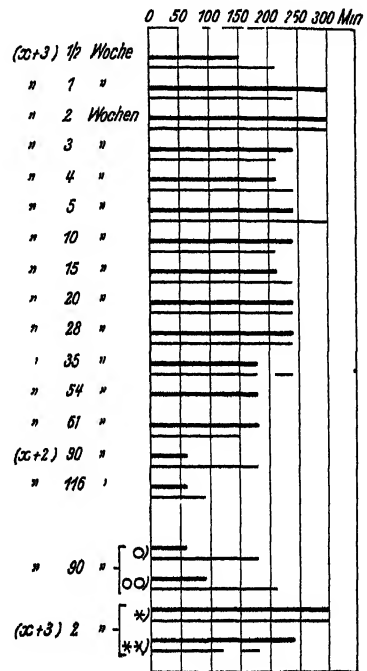 0 50 100 150 200 250 300 Min
(x+3) 1/2 Woche
" 1 "
" 2 Wochen
" 3 "
" 4 "
" 5 "
" 10 "
" 15 "
" 20 "
" 28 "
" 35 "
" 54 "
" 61 "
(x+2) 90 "
" 116 "
" 90 "
o)
oo)
(x+3) 2 "
*)
**)